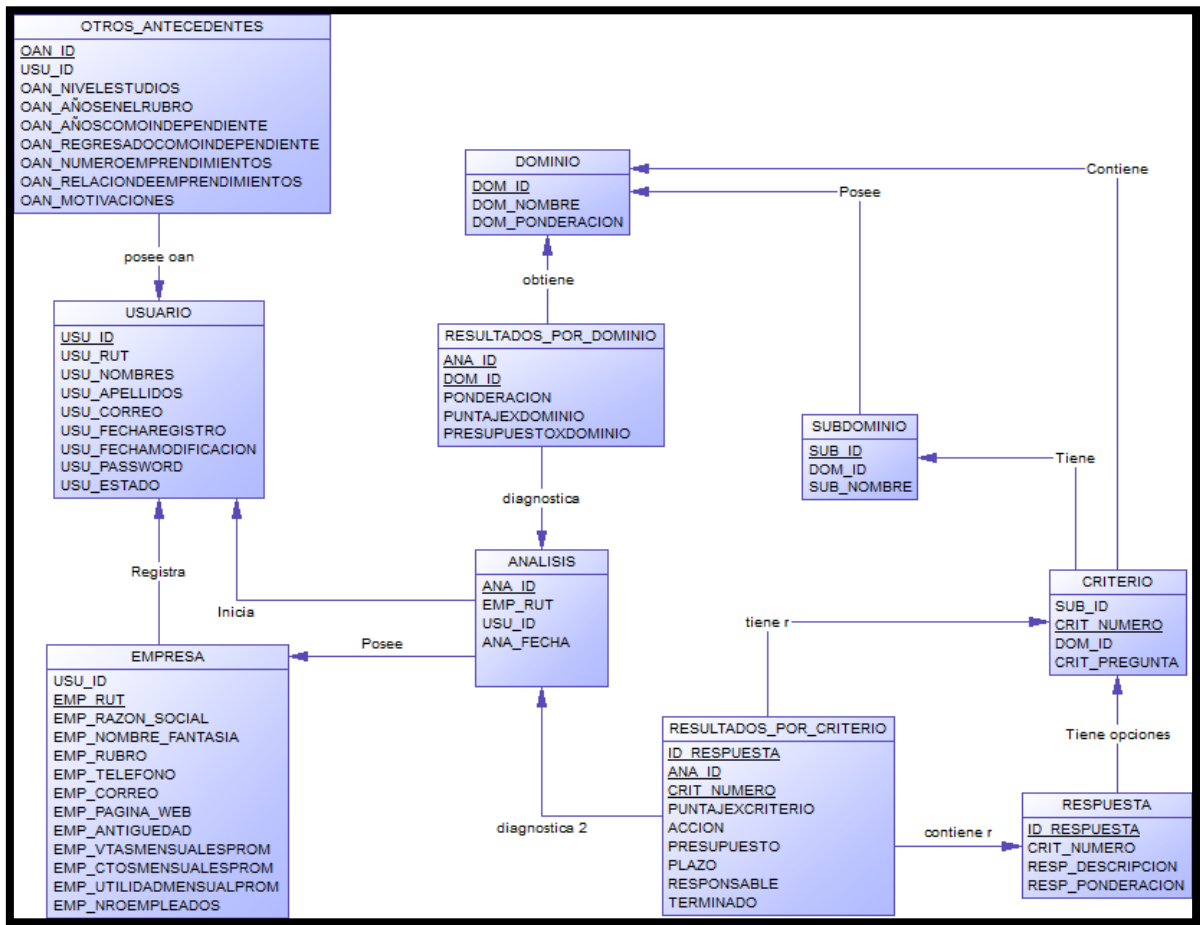 OTROS_ANTECEDENTES
OAN_ID
USU_ID
OAN_NIVELESTUDIOS
OAN_AÑOSENELRUBRO
OAN_AÑOSCOMOINDEPENDIENTE
OAN_REGRESADOCOMOINDEPENDIENTE
OAN_NUMEROEMPRENDIMIENTOS
OAN_RELACIONDEEMPRENDIMIENTOS
OAN_MOTIVACIONES
posee oan
USUARIO
USU_ID
USU_RUT
USU_NOMBRES
USU_APELLIDOS
USU_CORREO
USU_FECHAREGISTRO
USU_FECHAMODIFICACION
USU_PASSWORD
USU_ESTADO
Registra
Inicia
EMPRESA
USU_ID
EMP_RUT
EMP_RAZON_SOCIAL
EMP_NOMBRE_FANTASIA
EMP_RUBRO
EMP_TELEFONO
EMP_CORREO
EMP_PAGINA_WEB
EMP_ANTIGUEDAD
EMP_VTASMENSUALESPROM
EMP_CTOSMENSUALESPROM
EMP_UTILIDADMENSUALPROM
EMP_NROEMPLEADOS
DOMINIO
DOM_ID
DOM_NOMBRE
DOM_PONDERACION
Contiene
Posee
obtiene
RESULTADOS_POR_DOMINIO
ANA_ID
DOM_ID
PONDERACION
PUNTAJEXDOMINIO
PRESUPUESTOXDOMINIO
diagnostica
ANALISIS
ANA_ID
EMP_RUT
USU_ID
ANA_FECHA
Posee
diagnostica 2
SUBDOMINIO
SUB_ID
DOM_ID
SUB_NOMBRE
Tiene
CRITERIO
SUB_ID
CRIT_NUMERO
DOM_ID
CRIT_PREGUNTA
tiene r
Tiene opciones
RESULTADOS_POR_CRITERIO
ID_RESPUESTA
ANA_ID
CRIT_NUMERO
PUNTAJEXCRITERIO
ACCION
PRESUPUESTO
PLAZO
RESPONSABLE
TERMINADO
contiene r
RESPUESTA
ID_RESPUESTA
CRIT_NUMERO
RESP_DESCRIPCION
RESP_PONDERACION